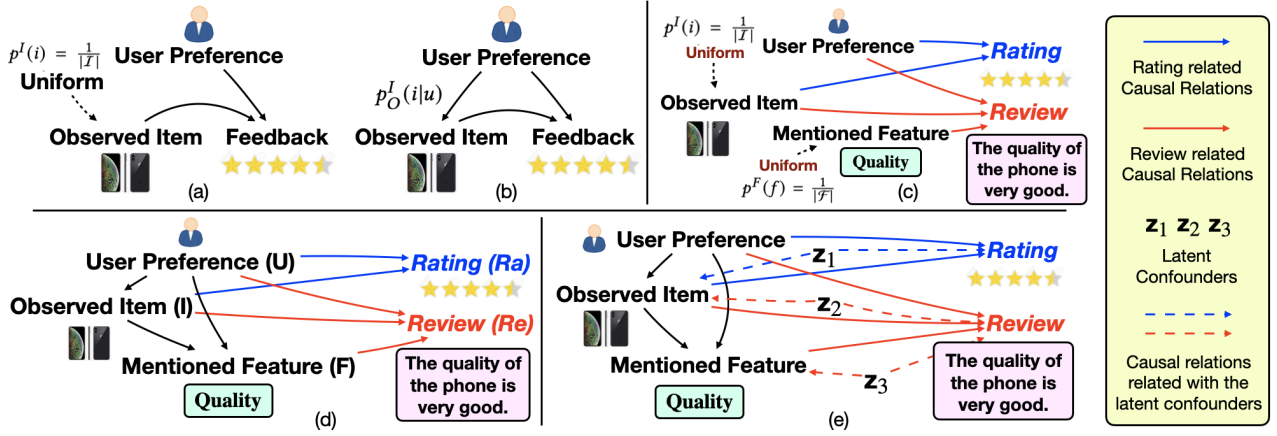 User Preference
p^I(i) = 1/|I|
Uniform
Observed Item
Feedback
(a)
User Preference
p_O^I(i|u)
Observed Item
Feedback
(b)
p^I(i) = 1/|I|
Uniform
User Preference
Rating
Observed Item
Review
Mentioned Feature
Uniform
Quality
p^F(f) = 1/|F|
(c)
The quality of
the phone is
very good.
User Preference (U)
Rating (Ra)
Observed Item (I)
Review (Re)
Mentioned Feature (F)
Quality
The quality of
the phone is
very good.
(d)
User Preference
z1
Rating
Observed Item
z2
Review
Mentioned Feature
z3
Quality
The quality of
the phone is
very good.
(e)
Rating related
Causal Relations
Review related
Causal Relations
z1 z2 z3
Latent
Confounders
Causal relations
related with the
latent confounders